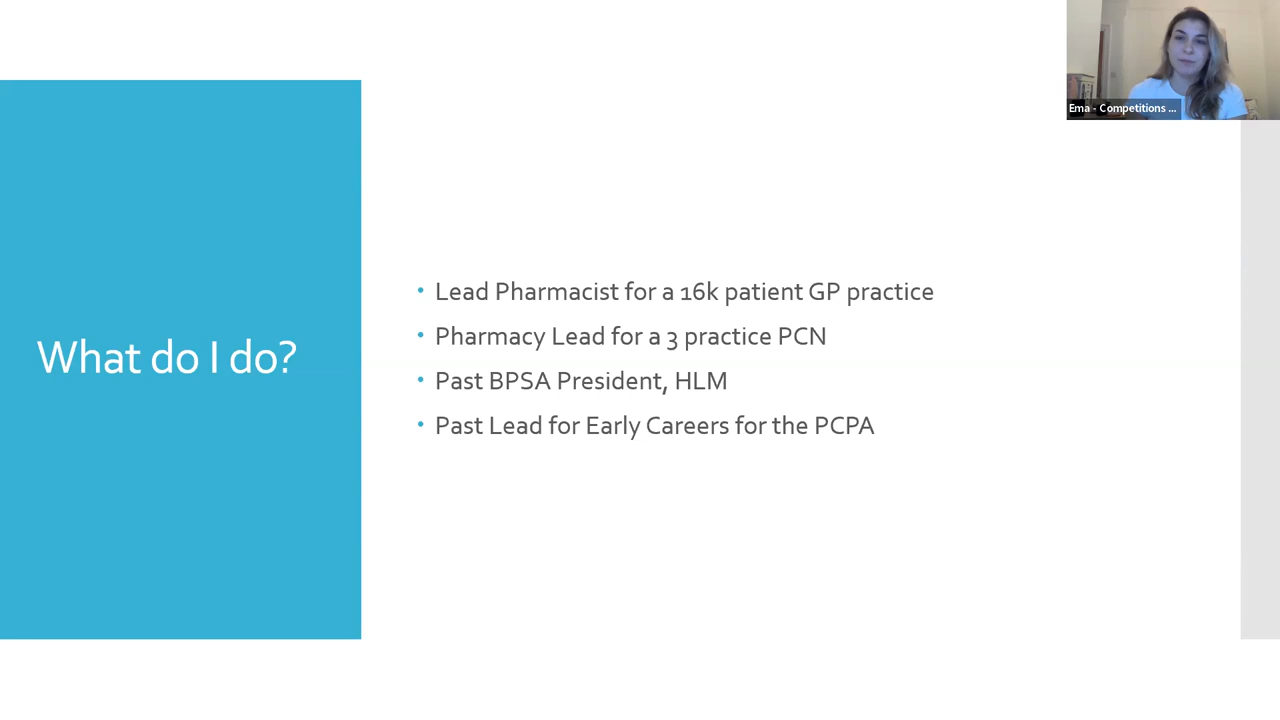 Ema - Competitions ...
What do I do?
• Lead Pharmacist for a 16k patient GP practice
• Pharmacy Lead for a 3 practice PCN
• Past BPSA President, HLM
• Past Lead for Early Careers for the PCPA